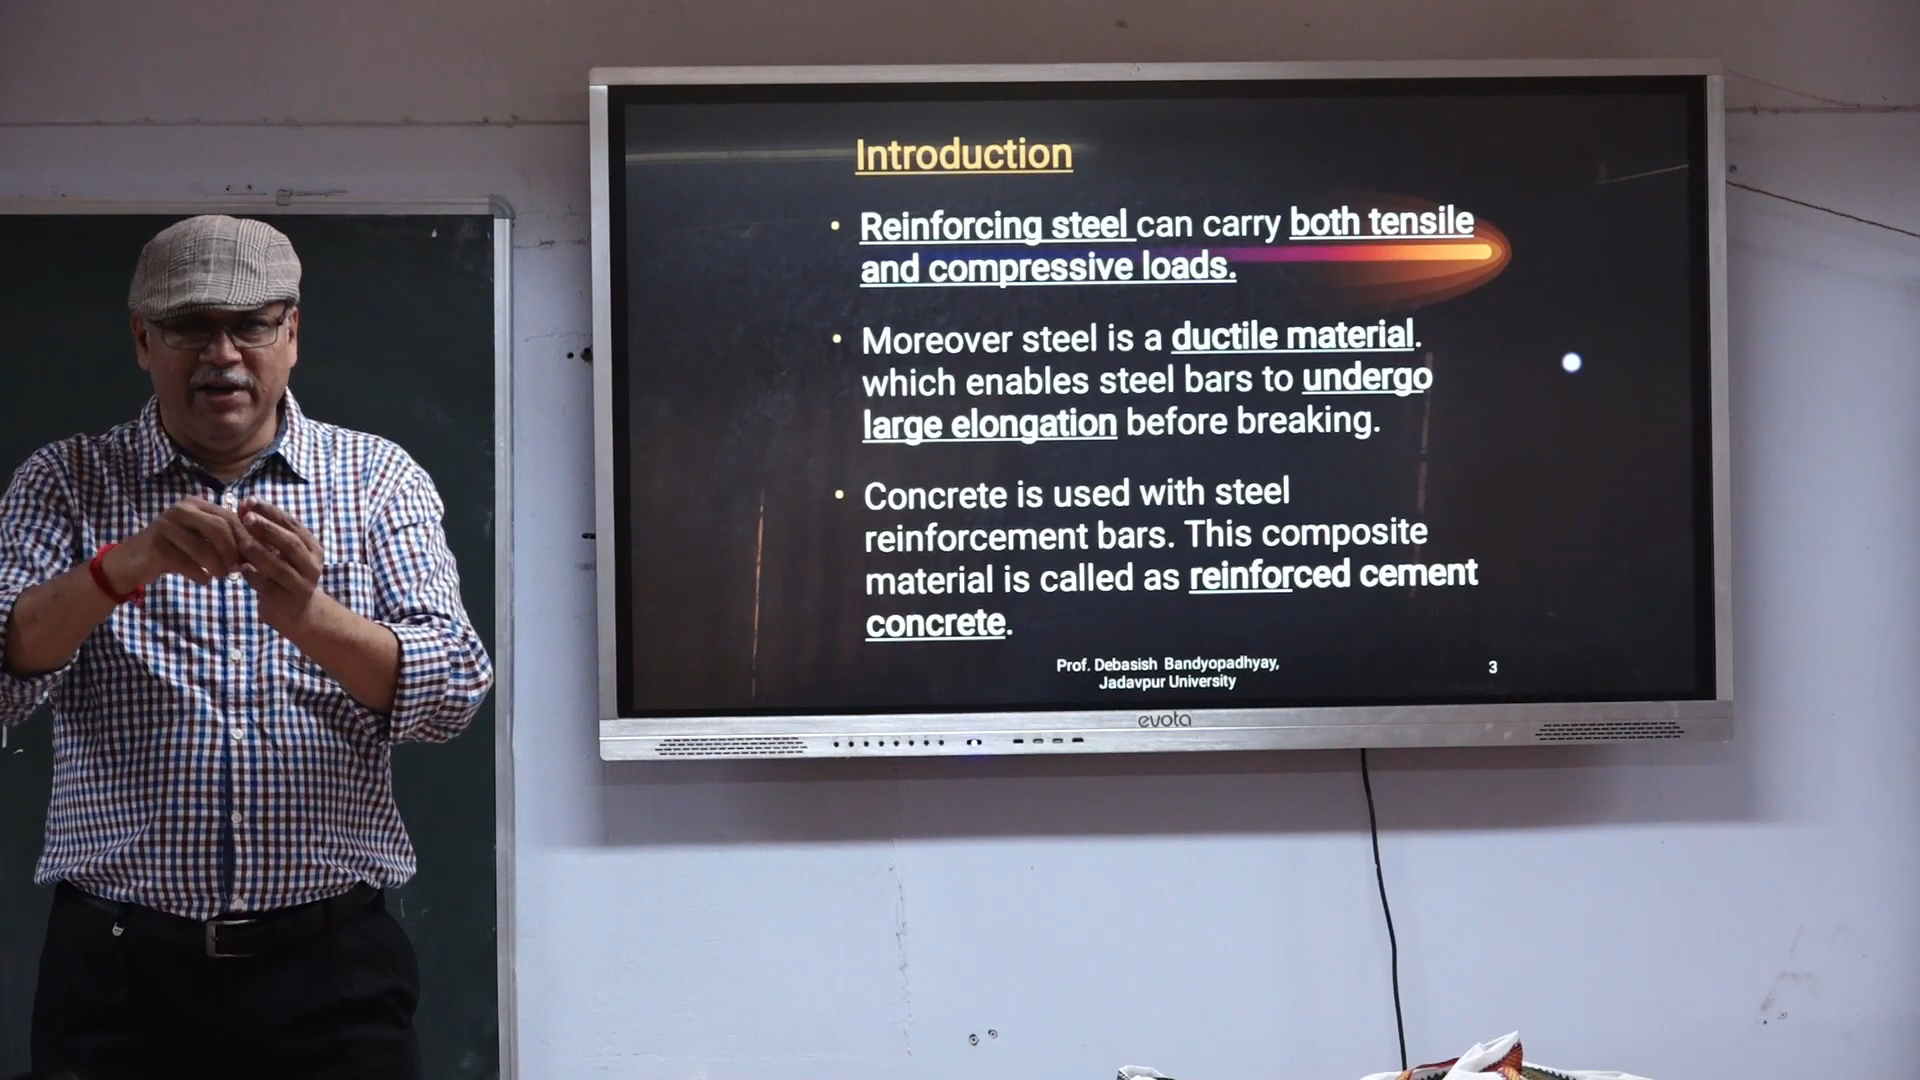 Introduction
• Reinforcing steel can carry both tensile
and compressive loads.
• Moreover steel is a ductile material.
which enables steel bars to undergo
large elongation before breaking.
• Concrete is used with steel
reinforcement bars. This composite
material is called as reinforced cement
concrete.
Prof. Debasish Bandyopadhyay,
Jadavpur University
3
evota